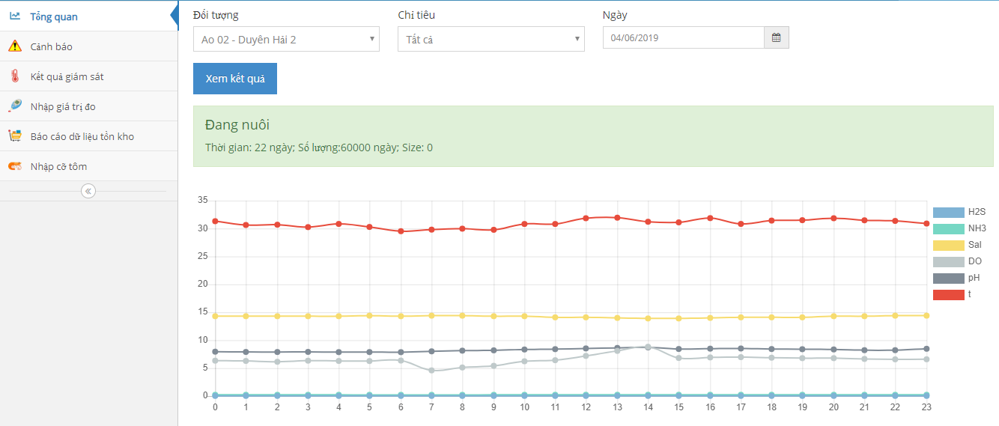 Tổng quan
Cảnh báo
Kết quả giám sát
Nhập giá trị đo
Báo cáo dữ liệu tồn kho
Nhập cỡ tôm
Đối tượng
Chỉ tiêu
Ngày
Ao 02 - Duyên Hải 2
Tất cả
04/06/2019
Xem kết quả
Đang nuôi
Thời gian: 22 ngày; Số lượng:60000 ngày; Size: 0
35
30
25
20
15
10
5
0
0 1 2 3 4 5 6 7 8 9 10 11 12 13 14 15 16 17 18 19 20 21 22 23
H2S
NH3
Sal
DO
pH
t